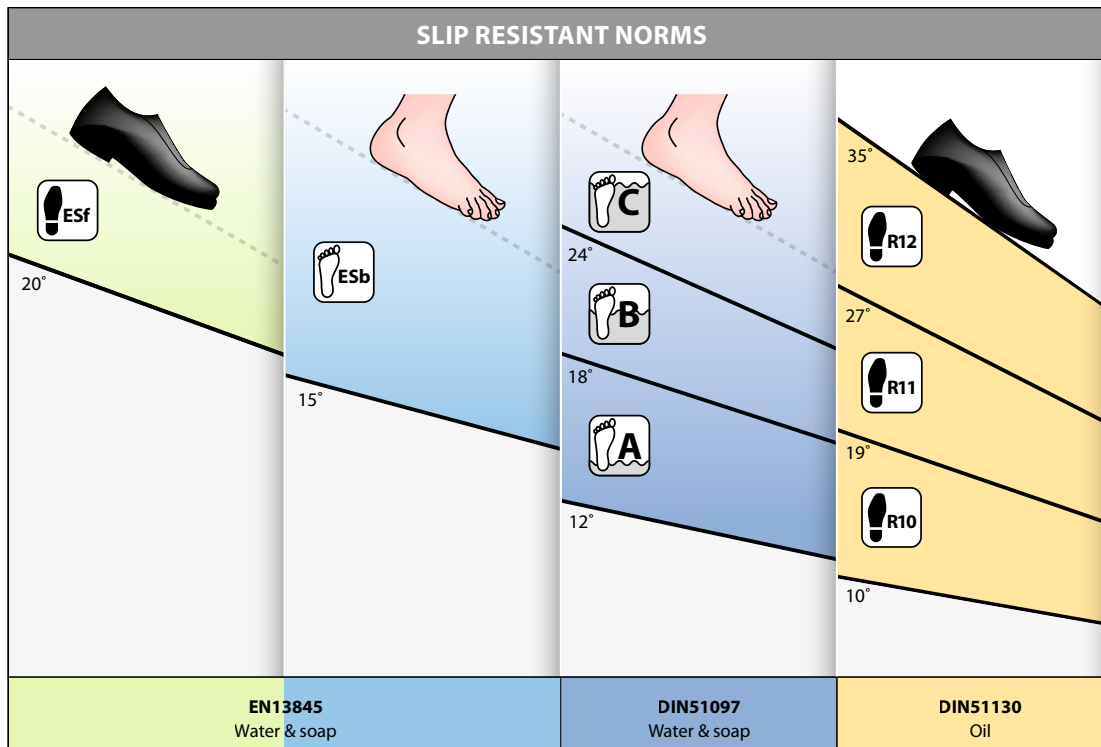 SLIP RESISTANT NORMS
ESf
20°
ESb
15°
C
24°
B
18°
A
12°
35°
R12
27°
R11
19°
R10
10°
EN13845
Water & soap
DIN51097
Water & soap
DIN51130
Oil